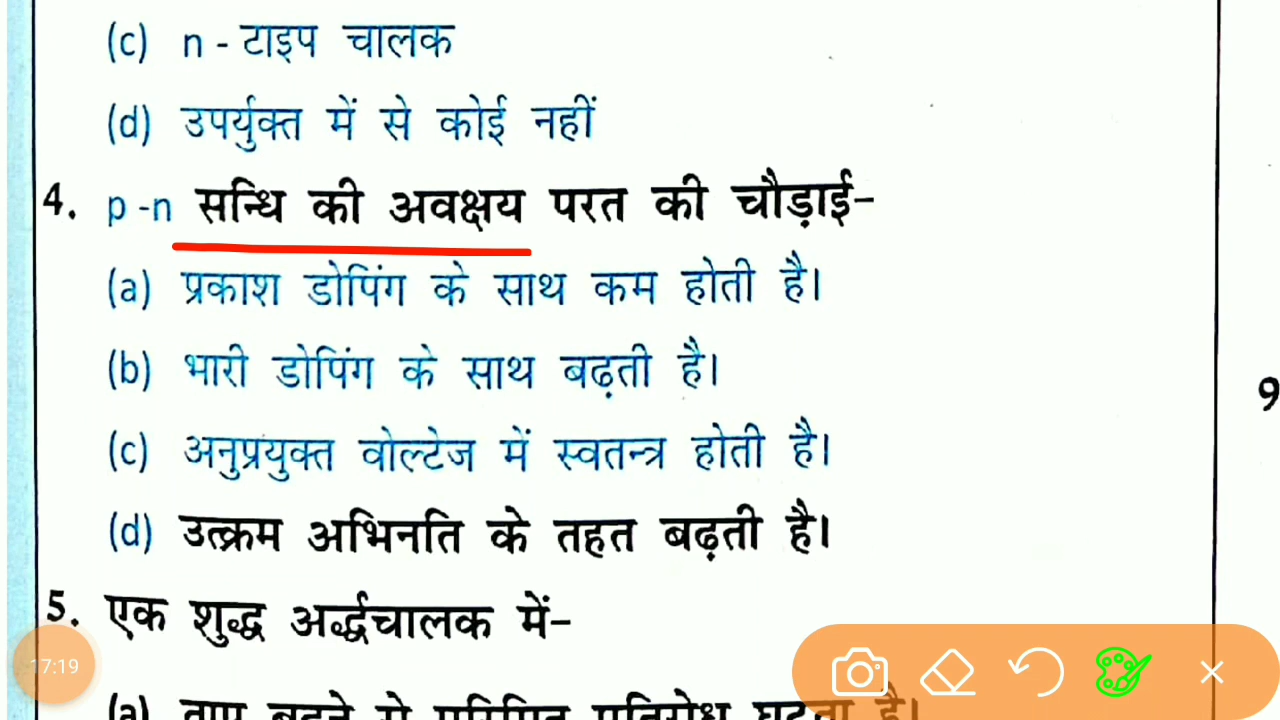 (c) n - टाइप चालक
(d) उपर्युक्त में से कोई नहीं
4. p -n सन्धि की अवक्षय परत की चौड़ाई-
(a) प्रकाश डोपिंग के साथ कम होती है।
(b) भारी डोपिंग के साथ बढ़ती है।
(c) अनुप्रयुक्त वोल्टेज में स्वतन्त्र होती है।
(d) उत्क्रम अभिनति के तहत बढ़ती है।
9
5. एक शुद्ध अर्द्धचालक में-
17:19
(a) ताप बढ़ने से